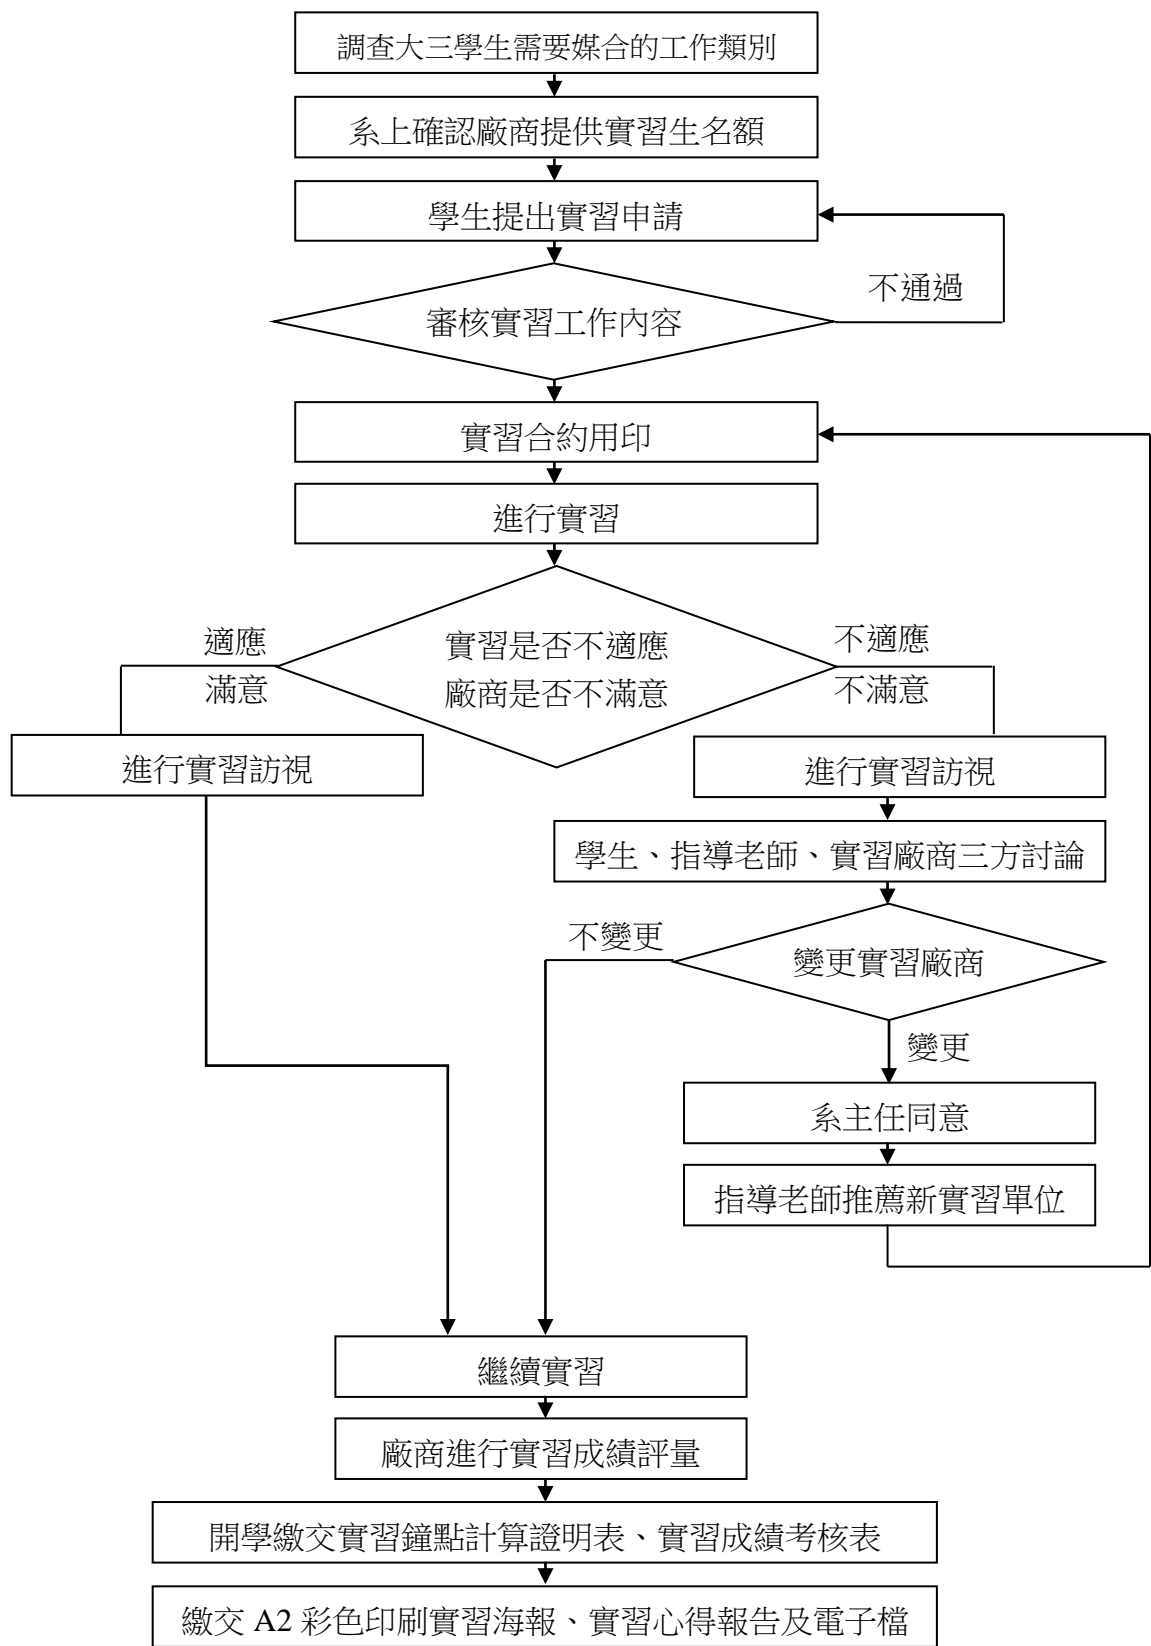 調查大三學生需要媒合的工作類別
系上確認廠商提供實習生名額
學生提出實習申請
不通過
審核實習工作內容
實習合約用印
進行實習
適應
滿意
實習是否不適應
廠商是否不滿意
不適應
不滿意
進行實習訪視
進行實習訪視
學生、指導老師、實習廠商三方討論
不變更
變更實習廠商
變更
系主任同意
指導老師推薦新實習單位
繼續實習
廠商進行實習成績評量
開學繳交實習鐘點計算證明表、實習成績考核表
繳交 A2 彩色印刷實習海報、實習心得報告及電子檔